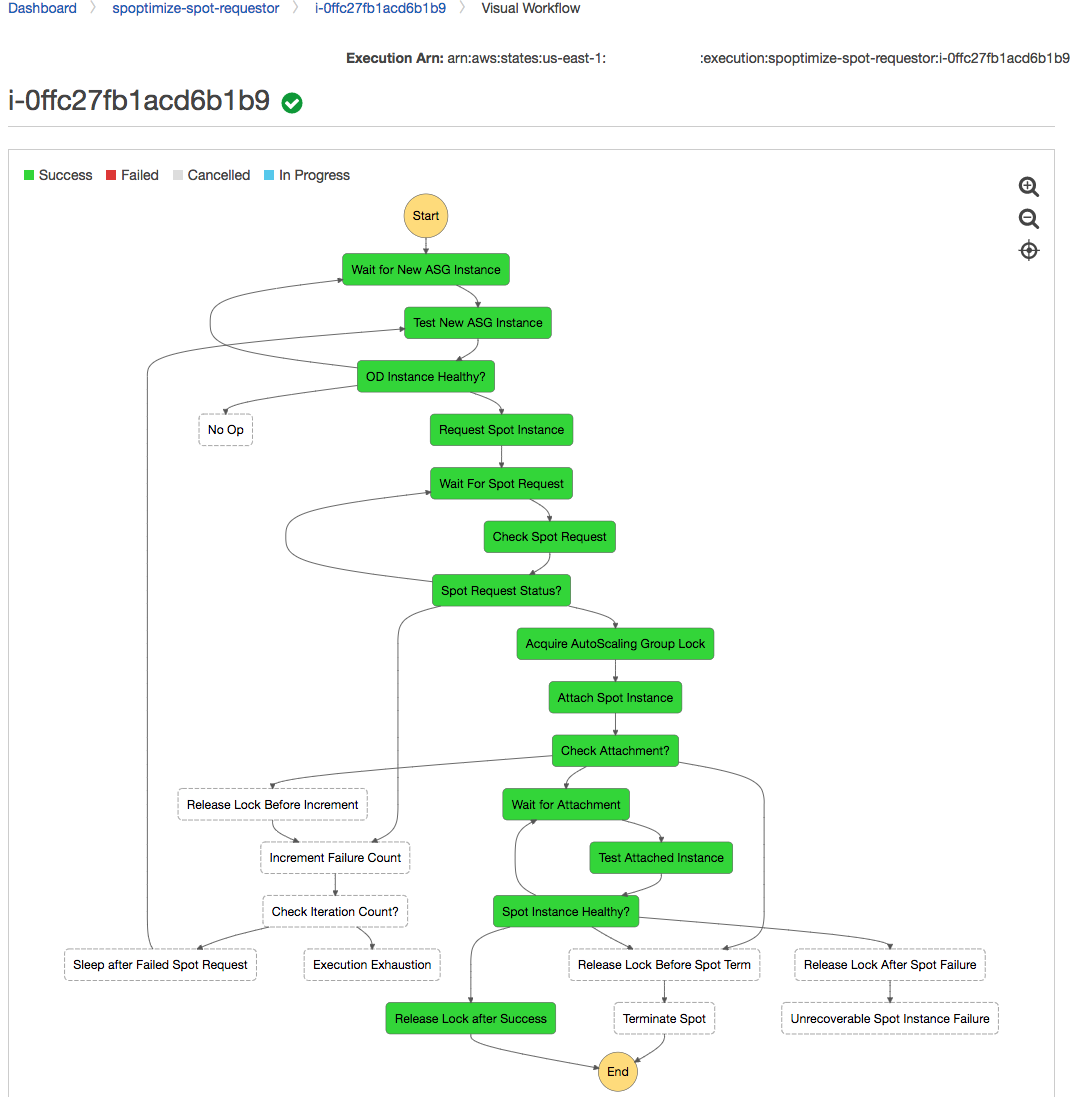 Dashboard spoptimize-spot-requestor i-0ffc27fb1acd6b1b9 Visual Workflow
Execution Arn: arn:aws:states:us-east-1: :execution:spoptimize-spot-requestor:i-0ffc27fb1acd6b1b9
i-0ffc27fb1acd6b1b9
Success Failed Cancelled In Progress
Start
Wait for New ASG Instance
Test New ASG Instance
OD Instance Healthy?
No Op
Request Spot Instance
Wait For Spot Request
Check Spot Request
Spot Request Status?
Acquire AutoScaling Group Lock
Attach Spot Instance
Check Attachment?
Release Lock Before Increment
Wait for Attachment
Increment Failure Count
Test Attached Instance
Check Iteration Count?
Spot Instance Healthy?
Sleep after Failed Spot Request
Execution Exhaustion
Release Lock Before Spot Term
Release Lock After Spot Failure
Release Lock after Success
Terminate Spot
Unrecoverable Spot Instance Failure
End